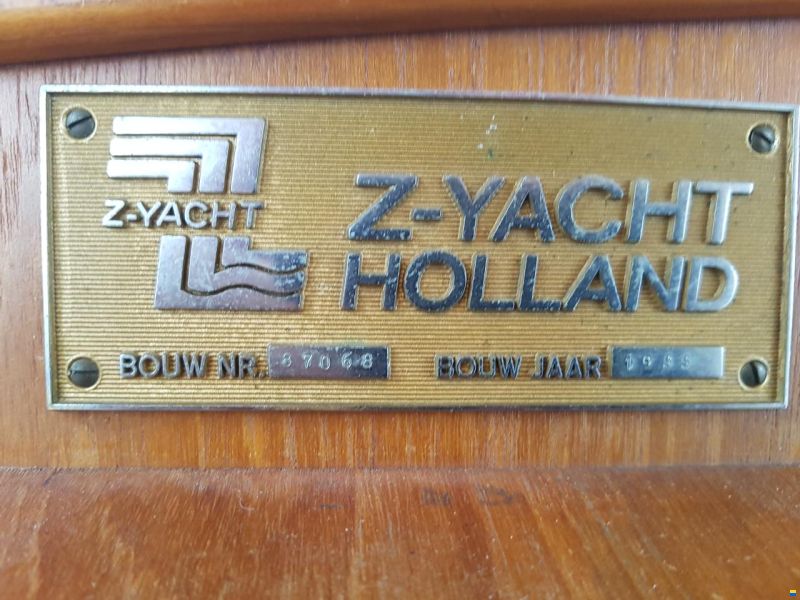 Z-YACHT
Z-YACHT
HOLLAND
BOUW NR. 87068 BOUW JAAR